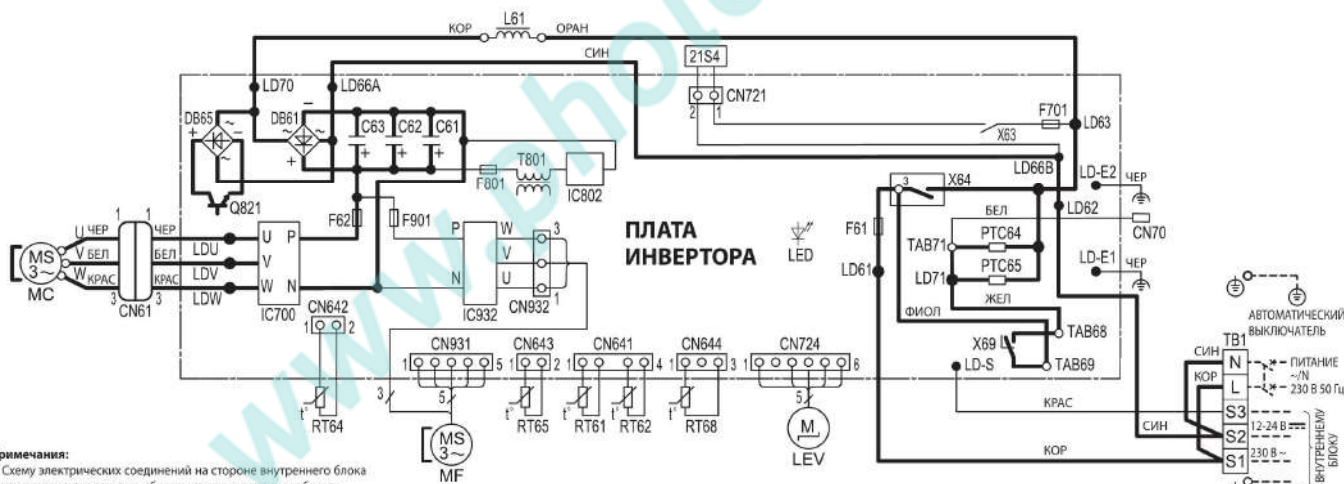 КОР
L61
ОРАН
СИН
21S4
LD70
LD66A
CN721
2
1
F701
X63
LD63
DB65
DB61
C63
C62
C61
T801
F801
IC802
Q821
LD66B
X64
3
LD-E2
ЧЕР
F62
F901
ПЛАТА
ИНВЕРТОРА
LED
F61
БЕЛ
LD62
CN70
TAB71
PTC64
LD61
LD71
PTC65
LD-E1
ЧЕР
ЖЕЛ
ФИОЛ
MS
3~
MC
U
ЧЕР
V
БЕЛ
W
КРАС
1
3
CN61
1
3
ЧЕР
БЕЛ
КРАС
LDU
LDV
LDW
U
V
W
P
N
IC700
P
N
W
V
U
IC932
3
1
CN932
CN642
1
2
t°
RT64
3
CN931
1
5
5
MS
3~
MF
CN643
1
2
t°
RT65
CN641
1
4
t°
RT61
t°
RT62
CN644
1
3
t°
RT68
CN724
1
6
5
M
LEV
X69
TAB68
TAB69
LD-S
КРАС
СИН
КОР
АВТОМАТИЧЕСКИЙ
ВЫКЛЮЧАТЕЛЬ
TB1
СИН
N
КОР
L
ПИТАНИЕ
~/N
230 В 50 Гц
S3
12-24 В
S2
230 В ~
S1
ВНУТРЕННЕМУ
БЛОКУ
римечания:
Схему электрических соединений на стороне внутреннего блока
www.pholo